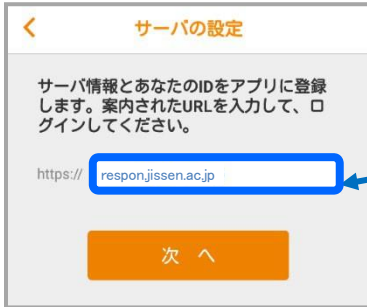 サーバの設定
サーバ情報とあなたのIDをアプリに登録
します。案内されたURLを入力して、ロ
グインしてください。
https:// respon.jissen.ac.jp
次 へ